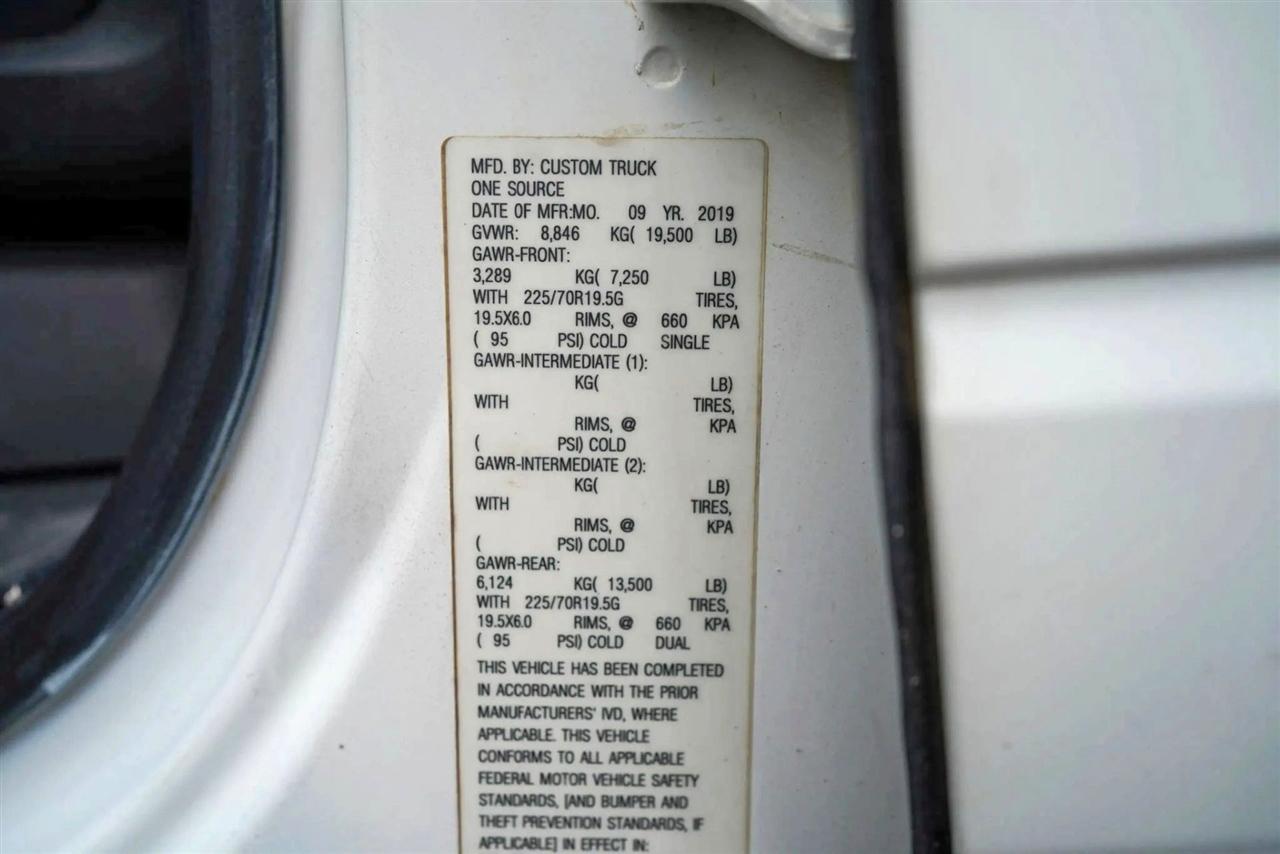 MFD. BY: CUSTOM TRUCK
ONE SOURCE
DATE OF MFR:MO. 09 YR. 2019
GVWR: 8,846 KG( 19,500 LB)
GAWR-FRONT:
3,289 KG( 7,250 LB)
WITH 225/70R19.5G TIRES,
19.5X6.0 RIMS, @ 660 KPA
( 95 PSI) COLD SINGLE
GAWR-INTERMEDIATE (1):
KG( LB)
WITH TIRES,
RIMS, @ KPA
( PSI) COLD
GAWR-INTERMEDIATE (2):
KG( LB)
WITH TIRES,
RIMS, @ KPA
( PSI) COLD
GAWR-REAR:
6,124 KG( 13,500 LB)
WITH 225/70R19.5G TIRES,
19.5X6.0 RIMS, @ 660 KPA
( 95 PSI) COLD DUAL
THIS VEHICLE HAS BEEN COMPLETED
IN ACCORDANCE WITH THE PRIOR
MANUFACTURERS' IVD, WHERE
APPLICABLE. THIS VEHICLE
CONFORMS TO ALL APPLICABLE
FEDERAL MOTOR VEHICLE SAFETY
STANDARDS, [AND BUMPER AND
THEFT PREVENTION STANDARDS, IF
APPLICABLE] IN EFFECT IN: